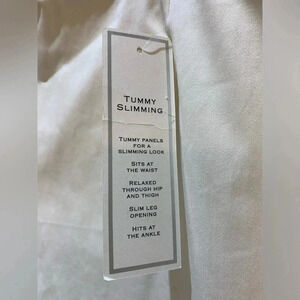 TUMMY
SLIMMING
TUMMY PANELS
FOR A
SLIMMING LOOK
SITS AT
THE WAIST
RELAXED
THROUGH HIP
AND THIGH
SLIM LEG
OPENING
HITS AT
THE ANKLE